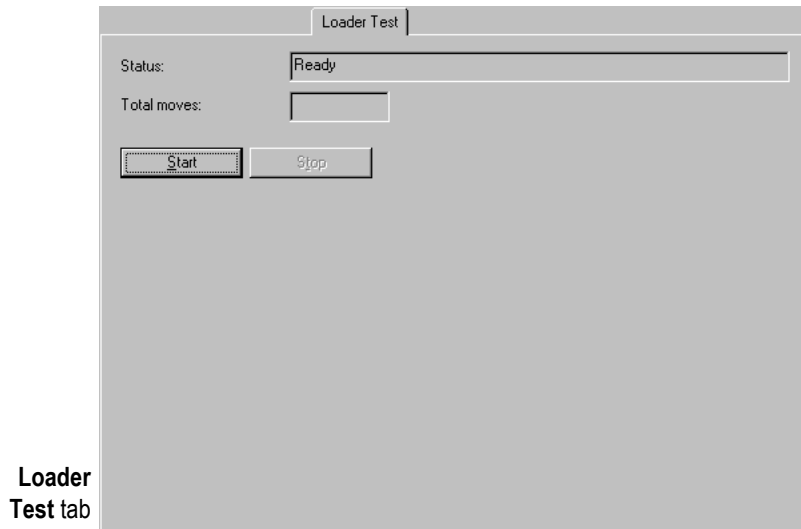 Loader Test
Status:
Ready
Total moves:
Start
Stop
Loader
Test tab